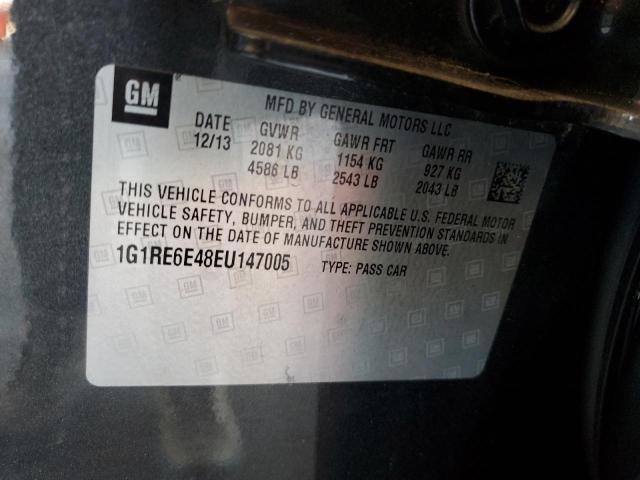 GM
MFD BY GENERAL MOTORS LLC
DATE GVWR GAWR FRT GAWR RR
12/13 2081 KG 1154 KG 927 KG
4586 LB 2543 LB 2043 LB
THIS VEHICLE CONFORMS TO ALL APPLICABLE U.S. FEDERAL MOTOR
VEHICLE SAFETY, BUMPER, AND THEFT PREVENTION STANDARDS IN
EFFECT ON THE DATE OF MANUFACTURE SHOWN ABOVE.
1G1RE6E48EU147005 TYPE: PASS CAR